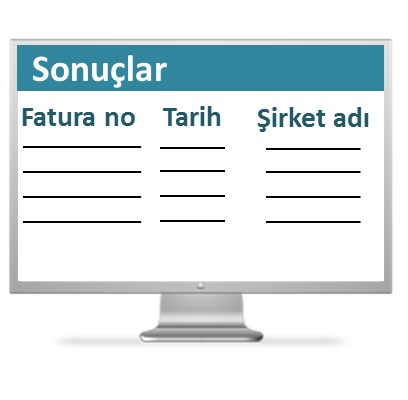 Sonuçlar
Fatura no Tarih Şirket adı